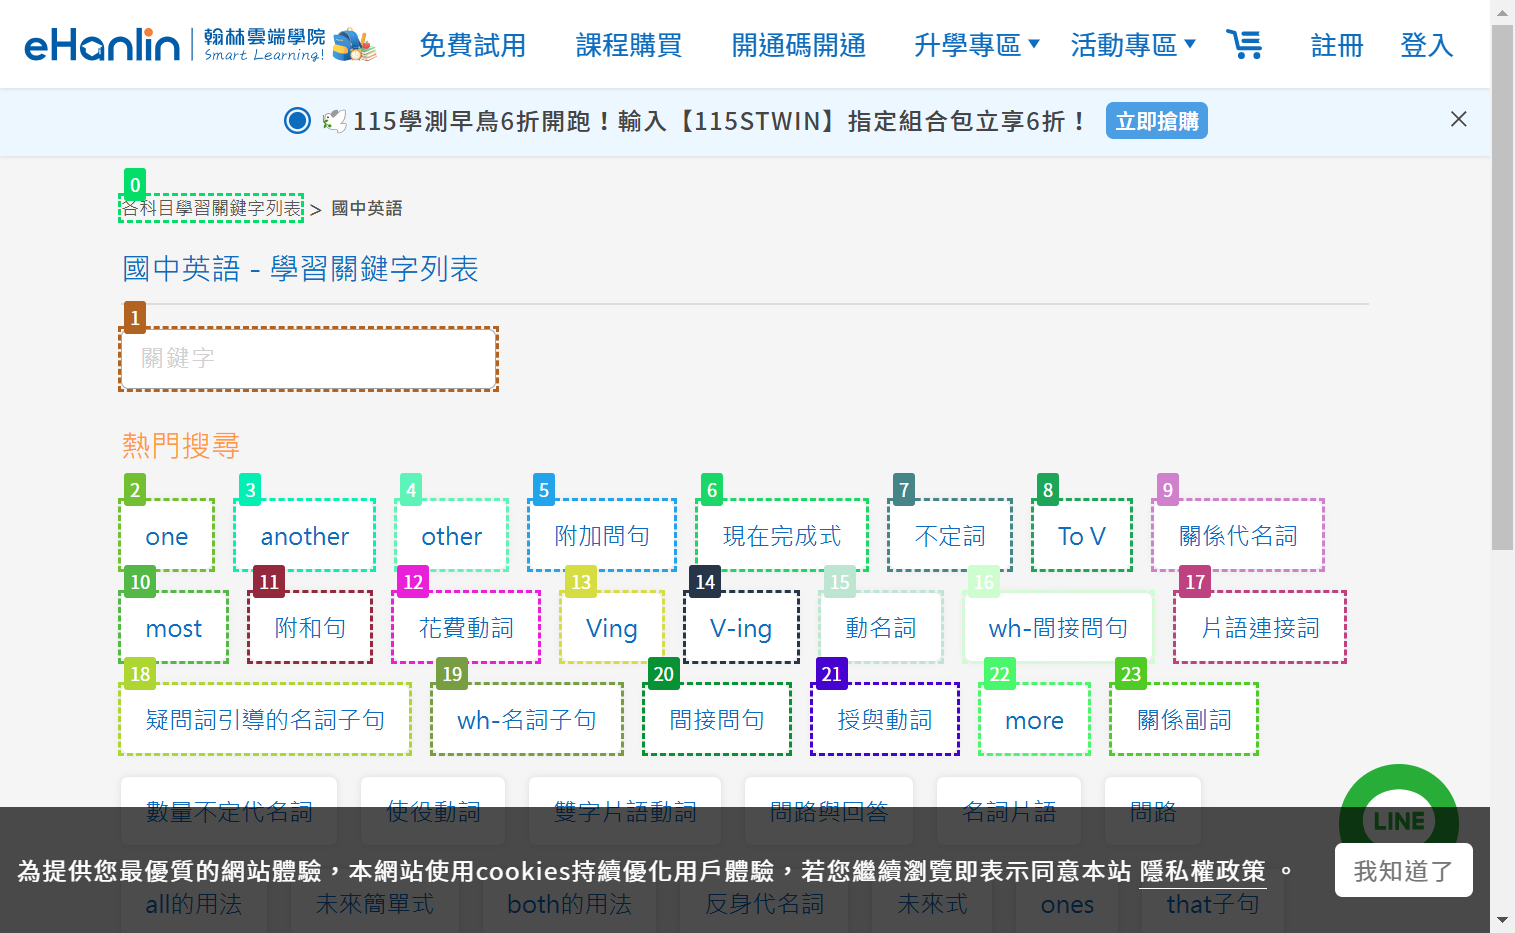 eHanlin 翰林雲端學院 Smart Learning! 免費試用 課程購買 開通碼開通 升學專區 活動專區 註冊 登入
115學測早鳥6折開跑！輸入【115STWIN】指定組合包立享6折！ 立即搶購
0
各科目學習關鍵字列表 > 國中英語
國中英語 - 學習關鍵字列表
1
關鍵字
熱門搜尋
2 3 4 5 6 7 8 9
one another other 附加問句 現在完成式 不定詞 To V 關係代名詞
10 11 12 13 14 15 16 17
most 附和句 花費動詞 Ving V-ing 動名詞 wh-間接問句 片語連接詞
18 19 20 21 22 23
疑問詞引導的名詞子句 wh-名詞子句 間接問句 授與動詞 more 關係副詞
數量不定代名詞 使役動詞 雙字片語動詞 問路與回答 名詞片語 問路
LINE
為提供您最優質的網站體驗，本網站使用cookies持續優化用戶體驗，若您繼續瀏覽即表示同意本站 隱私權政策 。 我知道了
all的用法 未來簡單式 both的用法 反身代名詞 未來式 ones that子句